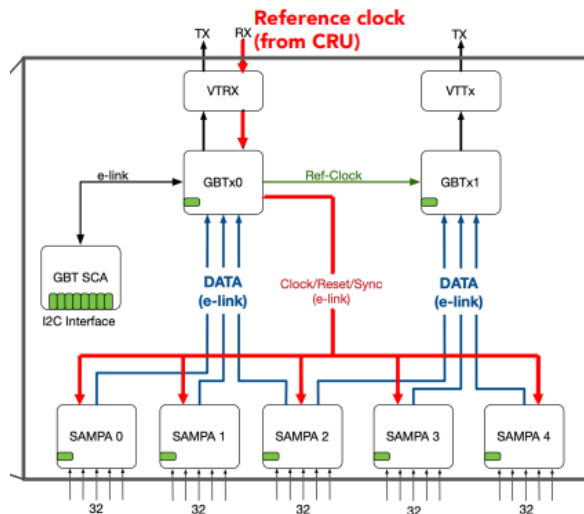 Reference clock
(from CRU)
TX
RX
TX
VTRX
VTTx
e-link
GBTx0
Ref-Clock
GBTx1
GBT SCA
I2C Interface
DATA
(e-link)
Clock/Reset/Sync
(e-link)
DATA
(e-link)
SAMPA 0
SAMPA 1
SAMPA 2
SAMPA 3
SAMPA 4
32
32
32
32
32